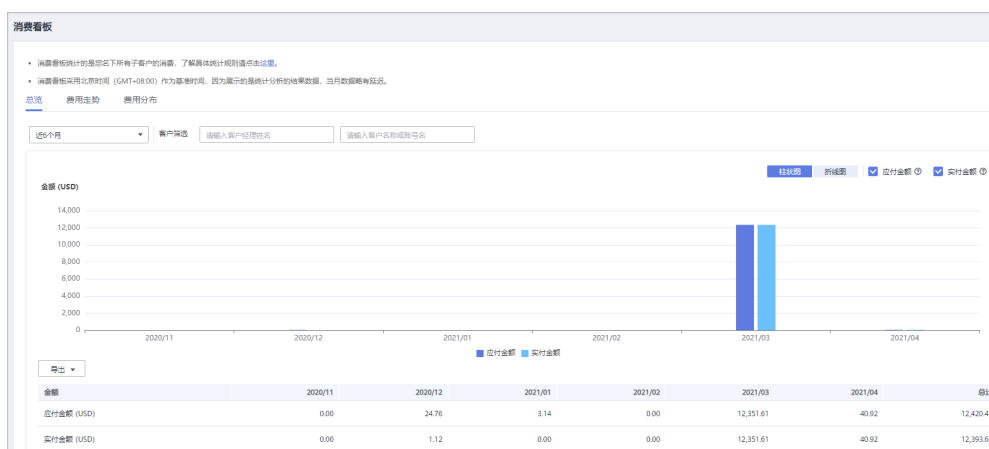 消费看板
• 消费看板统计的是您名下所有子客户的消费，了解具体统计规则请点击这里。
• 消费看板采用北京时间（GMT+08:00）作为基准时间，因为展示的是统计分析的结果数据，当月数据略有延迟。
总览 费用走势 费用分布
近6个月 客户筛选 请输入客户经理姓名 请输入客户名称或账号名
柱状图 折线图 应付金额 实付金额
金额 (USD)
14,000
12,000
10,000
8,000
6,000
4,000
2,000
0
2020/11 2020/12 2021/01 2021/02 2021/03 2021/04
应付金额 实付金额
导出
金额 2020/11 2020/12 2021/01 2021/02 2021/03 2021/04
应付金额 (USD) 0.00 24.76 3.14 0.00 12,351.61 40.92 12,420.4
实付金额 (USD) 0.00 1.12 0.00 0.00 12,351.61 40.92 12,393.6